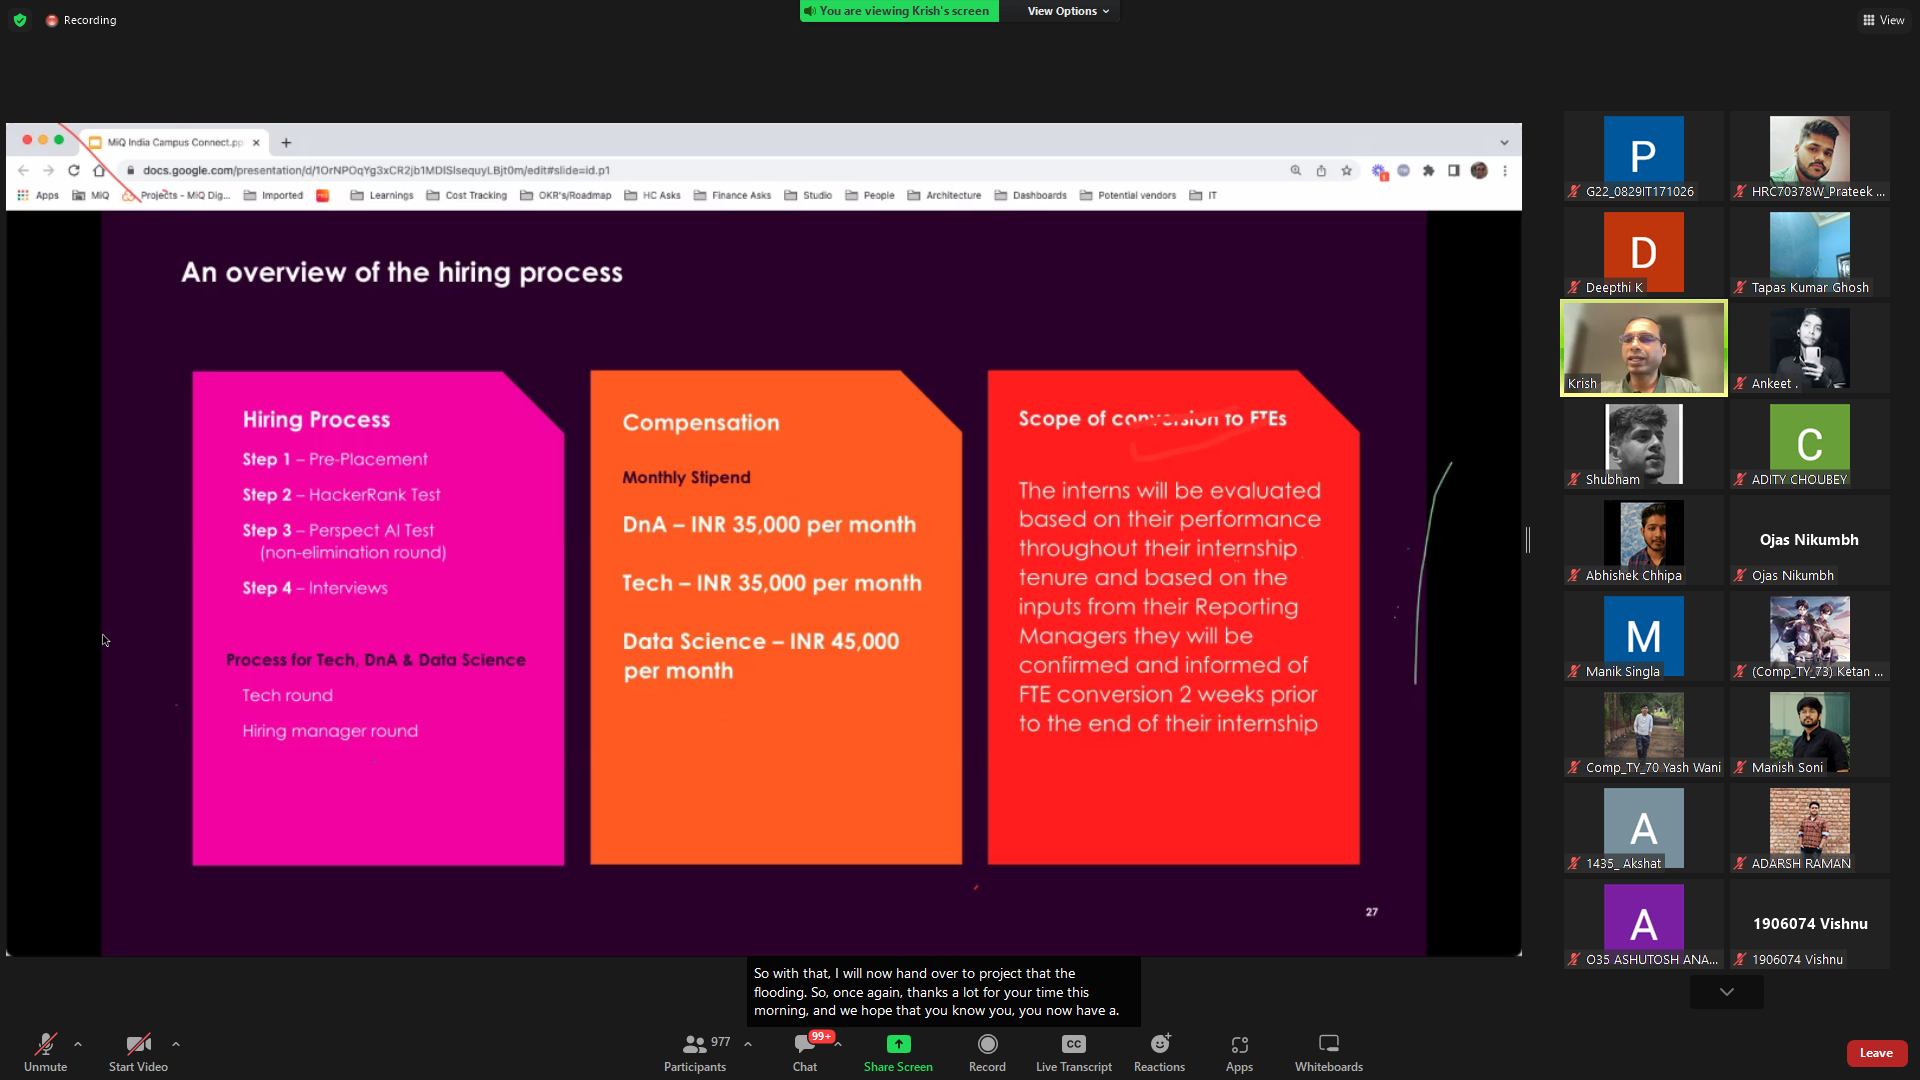 Recording
You are viewing Krish's screen
View Options
View
MiQ India Campus Connect.pp
docs.google.com/presentation/d/1OrNPOqYg3xCR2jb1MDISIsequyLBjt0m/edit#slide=id.p1
Apps
MiQ
Projects - MiQ Dig...
Imported
Learnings
Cost Tracking
OKR's/Roadmap
HC Asks
Finance Asks
Studio
People
Architecture
Dashboards
Potential vendors
IT
An overview of the hiring process
Hiring Process
Step 1 – Pre-Placement
Step 2 – HackerRank Test
Step 3 – Perspect AI Test
(non-elimination round)
Step 4 – Interviews
Process for Tech, DnA & Data Science
Tech round
Hiring manager round
Compensation
Monthly Stipend
DnA – INR 35,000 per month
Tech – INR 35,000 per month
Data Science – INR 45,000
per month
Scope of conversion to FTEs
The interns will be evaluated
based on their performance
throughout their internship
tenure and based on the
inputs from their Reporting
Managers they will be
confirmed and informed of
FTE conversion 2 weeks prior
to the end of their internship
27
P
G22_0829IT171026
HRC70378W_Prateek ...
D
Deepthi K
Tapas Kumar Ghosh
Krish
Ankeet .
Shubham
C
ADITY CHOUBEY
Abhishek Chhipa
Ojas Nikumbh
Ojas Nikumbh
M
Manik Singla
(Comp_TY_73) Ketan ...
Comp_TY_70 Yash Wani
Manish Soni
A
1435_ Akshat
ADARSH RAMAN
A
O35 ASHUTOSH ANA...
1906074 Vishnu
1906074 Vishnu
So with that, I will now hand over to project that the
flooding. So, once again, thanks a lot for your time this
morning, and we hope that you know you, you now have a.
Unmute
Start Video
977
Participants
99+
Chat
Share Screen
Record
CC
Live Transcript
Reactions
Apps
Whiteboards
Leave